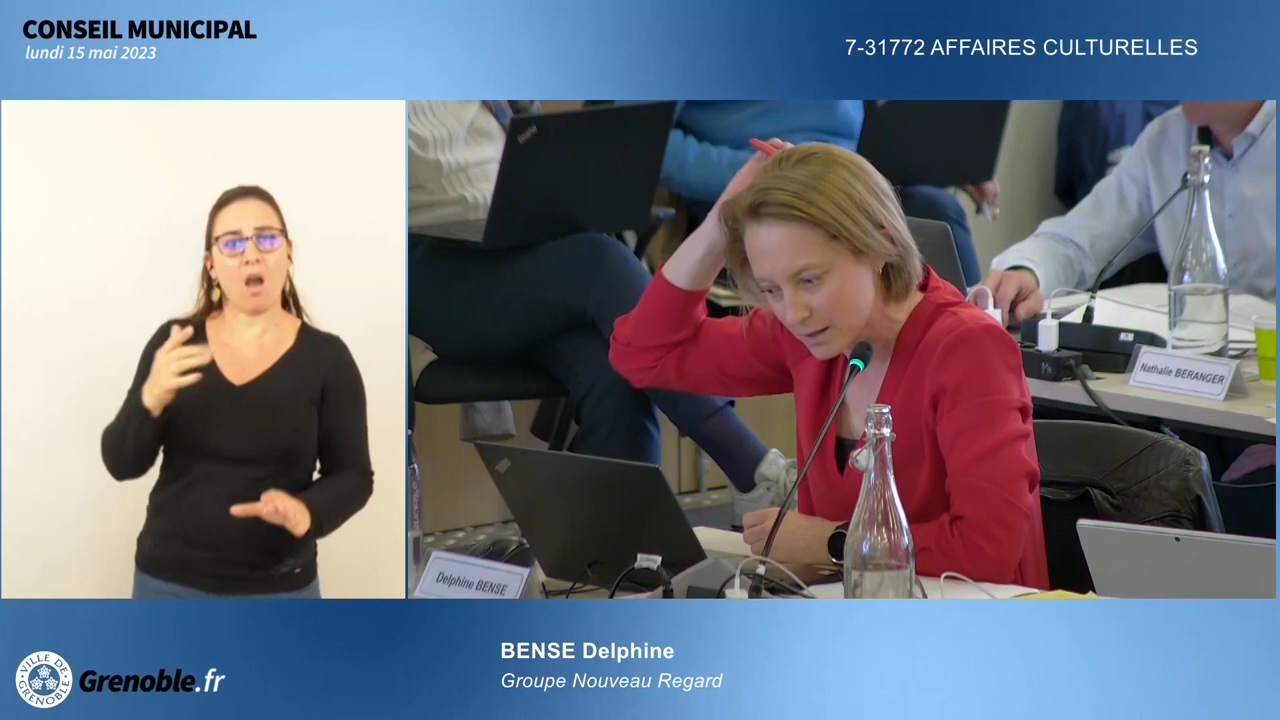 CONSEIL MUNICIPAL
lundi 15 mai 2023
7-31772 AFFAIRES CULTURELLES
ThinkPad
Nathalie BERANGER
Delphine BENSE
VILLE DE GRENOBLE
Grenoble.fr
BENSE Delphine
Groupe Nouveau Regard